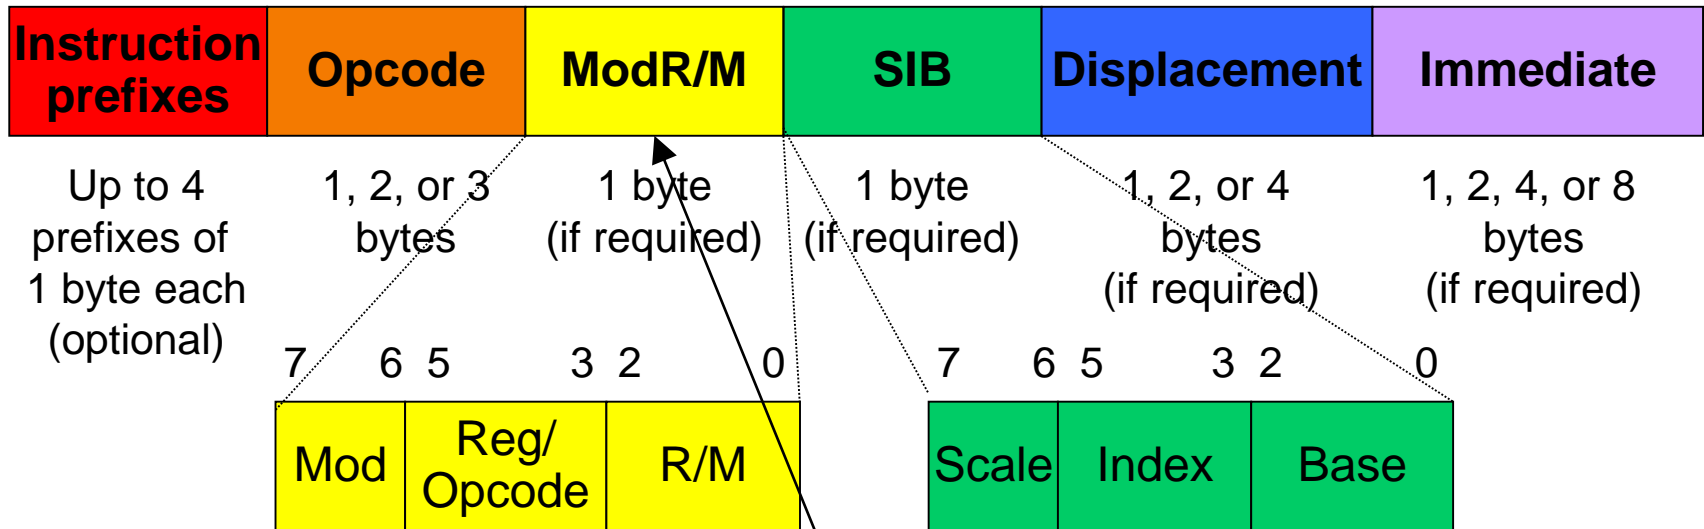 Instruction
prefixes
Opcode
ModR/M
SIB
Displacement
Immediate
Up to 4
prefixes of
1 byte each
(optional)
1, 2, or 3
bytes
1 byte
(if required)
1 byte
(if required)
1, 2, or 4
bytes
(if required)
1, 2, 4, or 8
bytes
(if required)
7 6 5 3 2 0
Mod
Reg/
Opcode
R/M
7 6 5 3 2 0
Scale
Index
Base